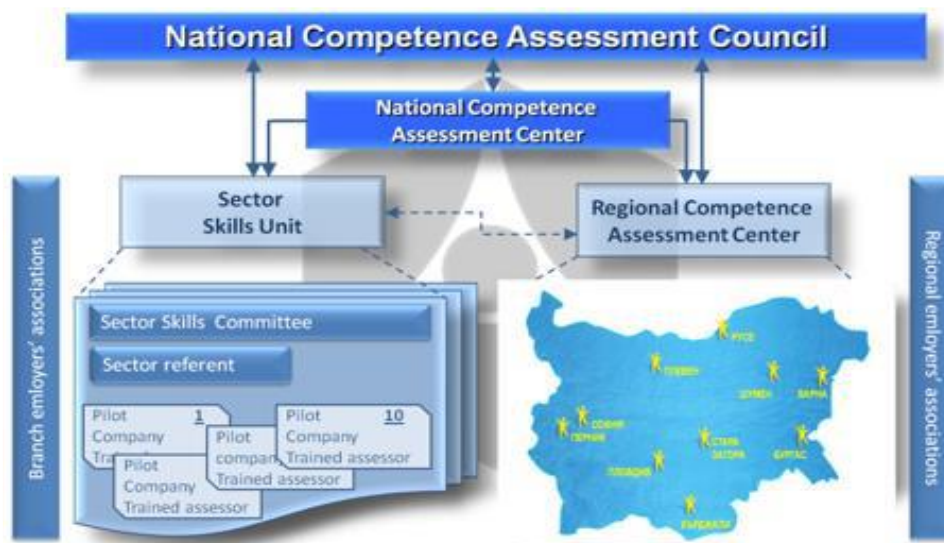 National Competence Assessment Council
National Competence
Assessment Center
Sector
Skills Unit
Regional Competence
Assessment Center
Branch emloyers' associations
Regional emloyers' associations
Sector Skills Committee
Sector referent
Pilot 1
Company
Pilot
Company
Trained assessor
Pilot
company
Trained assessor
Pilot 10
Company
Trained assessor
РУСЕ
ПЛЕВЕН
ШУМЕН
ВАРНА
СОФИЯ
ПЕРНИК
СТАРА
ЗАГОРА
БУРГАС
ПЛОВДИВ
КЪРДЖАЛИ